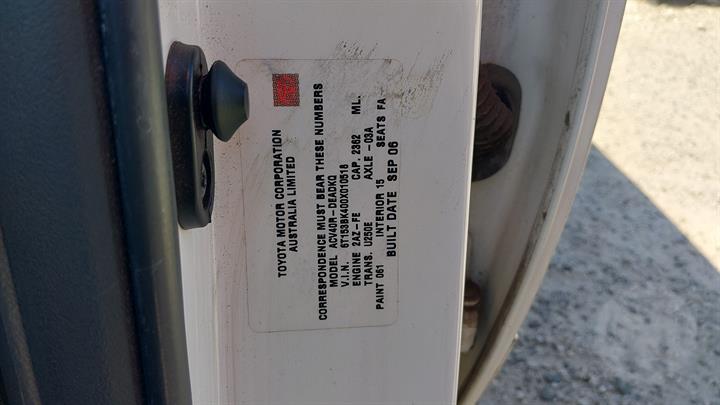 TOYOTA MOTOR CORPORATION
AUSTRALIA LIMITED
CORRESPONDENCE MUST BEAR THESE NUMBERS
MODEL ACV40R-DEADKQ
V.I.N. 6T153BK400X010518
ENGINE 2AZ-FE CAP. 2362 ML.
TRANS. U250E AXLE -03A
PAINT 061 INTERIOR 15 SEATS FA
BUILT DATE SEP 06